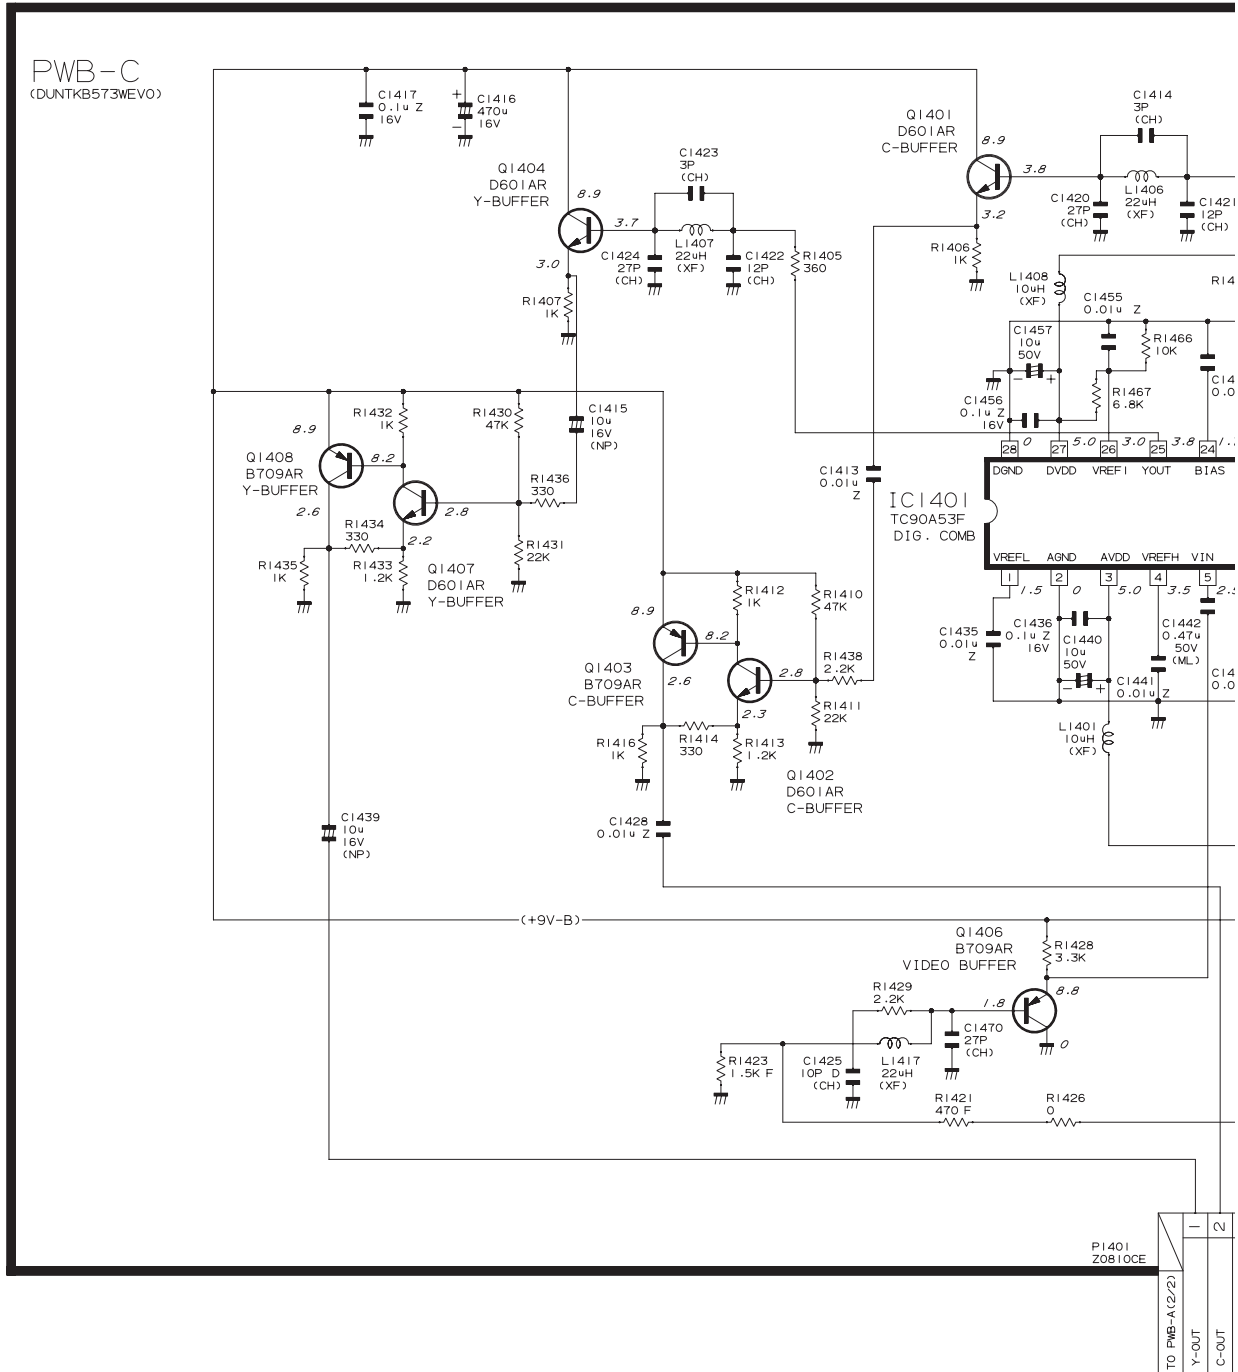 PWB-C
(DUNTKB573WEV0)
C1417
0.1u Z
16V
+
C1416
470u
16V
-
Q1404
D601AR
Y-BUFFER
8.9
3.7
3.0
C1423
3P
(CH)
L1407
22uH
(XF)
C1424
27P
(CH)
C1422
12P
(CH)
R1405
360
R1407
1K
Q1401
D601AR
C-BUFFER
8.9
3.8
3.2
C1414
3P
(CH)
L1406
22uH
(XF)
C1420
27P
(CH)
C1421
12P
(CH)
R1406
1K
L1408
10uH
(XF)
R14
C1455
0.01u Z
C1457
10u
50V
- +
R1466
10K
R1467
6.8K
C1456
0.1u Z
16V
C14
0.0
R1432
1K
R1430
47K
C1415
10u
16V
(NP)
8.9
Q1408
B709AR
Y-BUFFER
8.2
2.6
2.8
2.2
R1436
330
R1434
330
R1431
22K
R1435
1K
R1433
1.2K
Q1407
D601AR
Y-BUFFER
C1413
0.01u
Z
28 0 27 5.0 26 3.0 25 3.8 24 1.
DGND DVDD VREF1 YOUT BIAS
IC1401
TC90A53F
DIG. COMB
VREFL AGND AVDD VREFH VIN
1 1.5 2 0 3 5.0 4 3.5 5 2.
R1412
1K
R1410
47K
8.9
8.2
Q1403
B709AR
C-BUFFER
2.6
2.8
2.3
R1438
2.2K
R1411
22K
R1416
1K
R1414
330
R1413
1.2K
Q1402
D601AR
C-BUFFER
C1435
0.01u
Z
C1436
0.1u Z
16V
C1440
10u
50V
- +
C1441
0.01u Z
C1442
0.47u
50V
(ML)
C14
0.0
L1401
10uH
(XF)
C1439
10u
16V
(NP)
C1428
0.01u Z
(+9V-B)
Q1406
B709AR
VIDEO BUFFER
R1428
3.3K
8.8
1.8
0
R1429
2.2K
C1470
27P
(CH)
R1423
1.5K F
C1425
10P D
(CH)
L1417
22uH
(XF)
R1421
470 F
R1426
0
P1401
Z0810CE
1 2
TO PWB-A(2/2)
Y-OUT
C-OUT